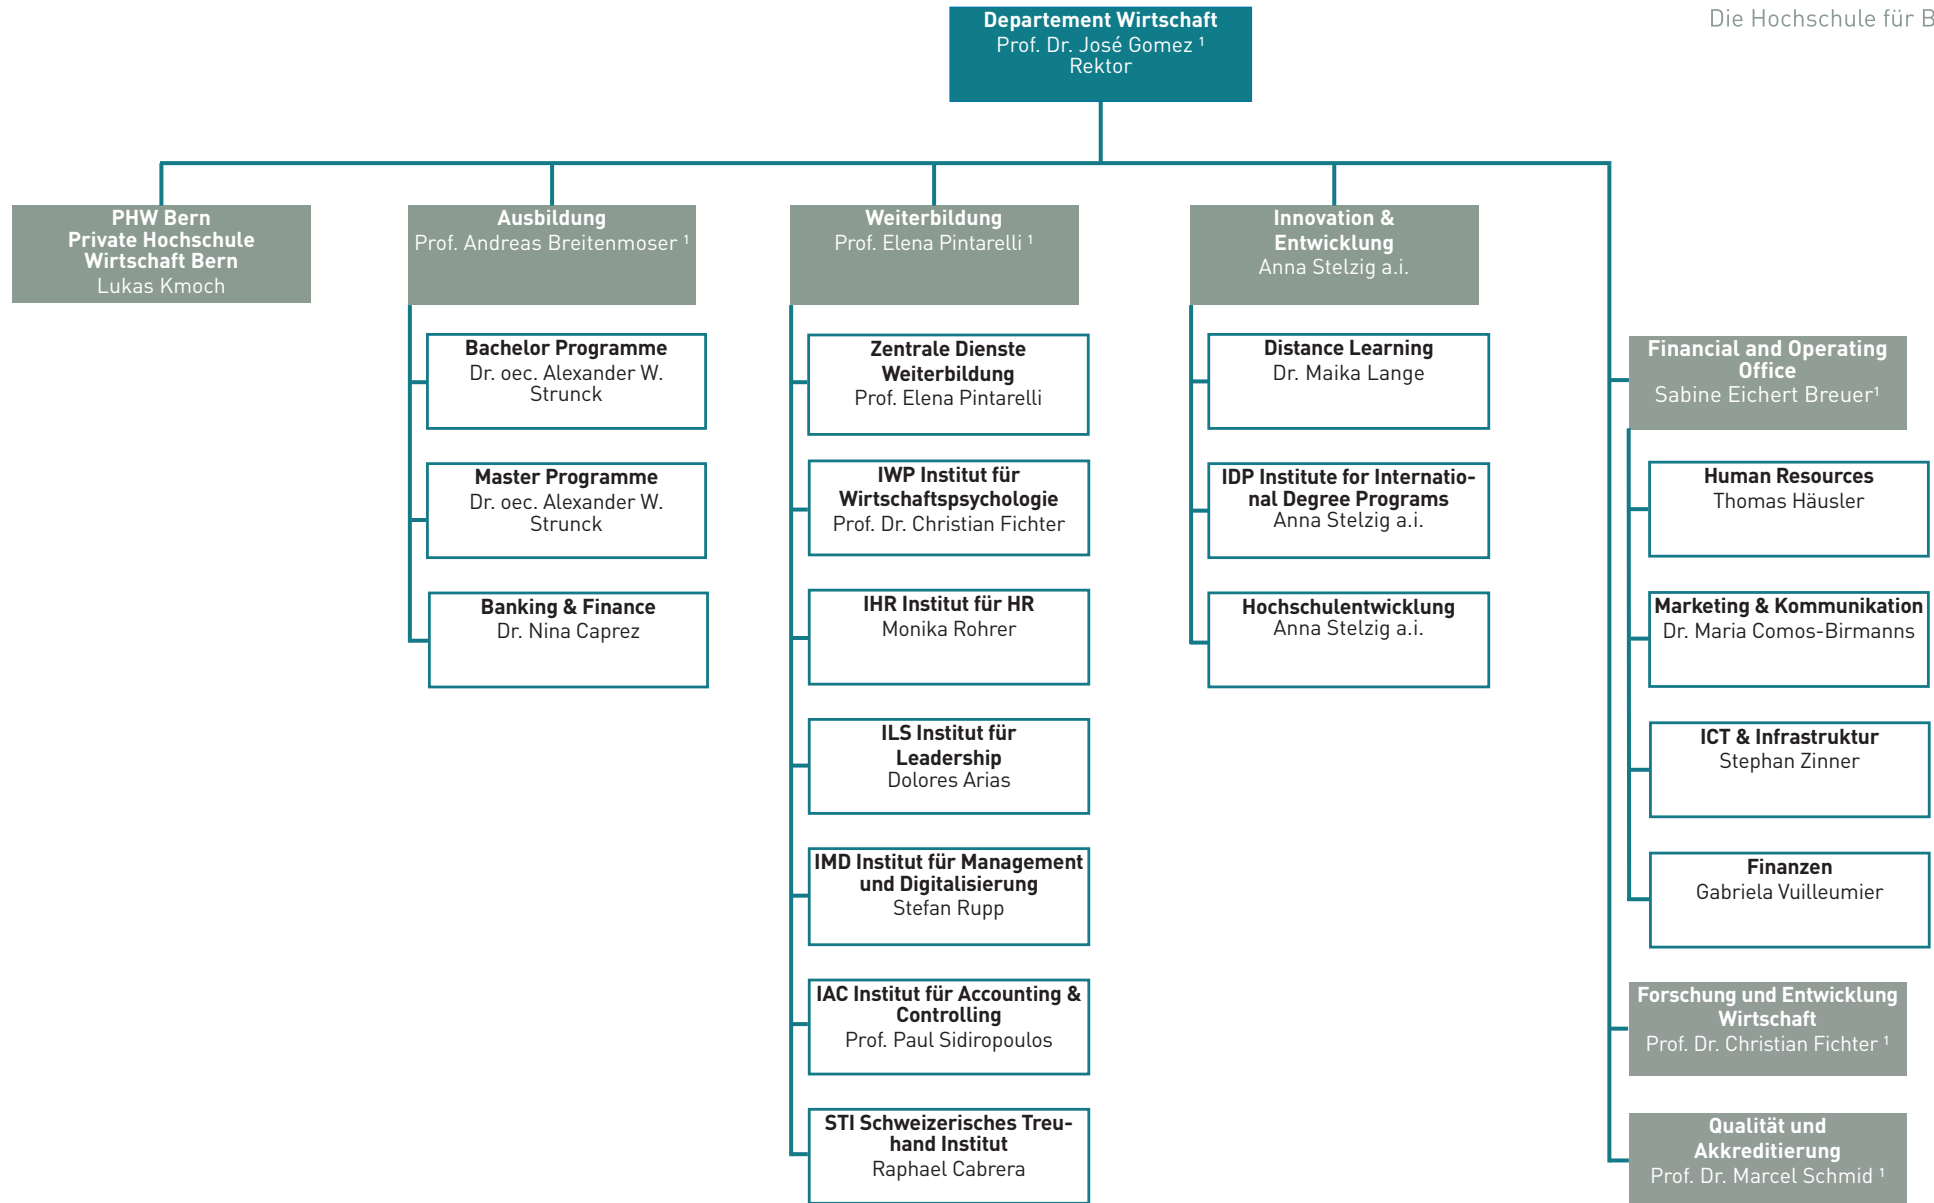 Die Hochschule für B
Departement Wirtschaft
Prof. Dr. José Gomez ¹
Rektor
PHW Bern
Private Hochschule
Wirtschaft Bern
Lukas Kmoch
Ausbildung
Prof. Andreas Breitenmoser ¹
Bachelor Programme
Dr. oec. Alexander W.
Strunck
Master Programme
Dr. oec. Alexander W.
Strunck
Banking & Finance
Dr. Nina Caprez
Weiterbildung
Prof. Elena Pintarelli ¹
Zentrale Dienste
Weiterbildung
Prof. Elena Pintarelli
IWP Institut für
Wirtschaftspsychologie
Prof. Dr. Christian Fichter
IHR Institut für HR
Monika Rohrer
ILS Institut für
Leadership
Dolores Arias
IMD Institut für Management
und Digitalisierung
Stefan Rupp
IAC Institut für Accounting &
Controlling
Prof. Paul Sidiropoulos
STI Schweizerisches Treu-
hand Institut
Raphael Cabrera
Innovation &
Entwicklung
Anna Stelzig a.i.
Distance Learning
Dr. Maika Lange
IDP Institute for Internatio-
nal Degree Programs
Anna Stelzig a.i.
Hochschulentwicklung
Anna Stelzig a.i.
Financial and Operating
Office
Sabine Eichert Breuer¹
Human Resources
Thomas Häusler
Marketing & Kommunikation
Dr. Maria Comos-Birmanns
ICT & Infrastruktur
Stephan Zinner
Finanzen
Gabriela Vuilleumier
Forschung und Entwicklung
Wirtschaft
Prof. Dr. Christian Fichter ¹
Qualität und
Akkreditierung
Prof. Dr. Marcel Schmid ¹